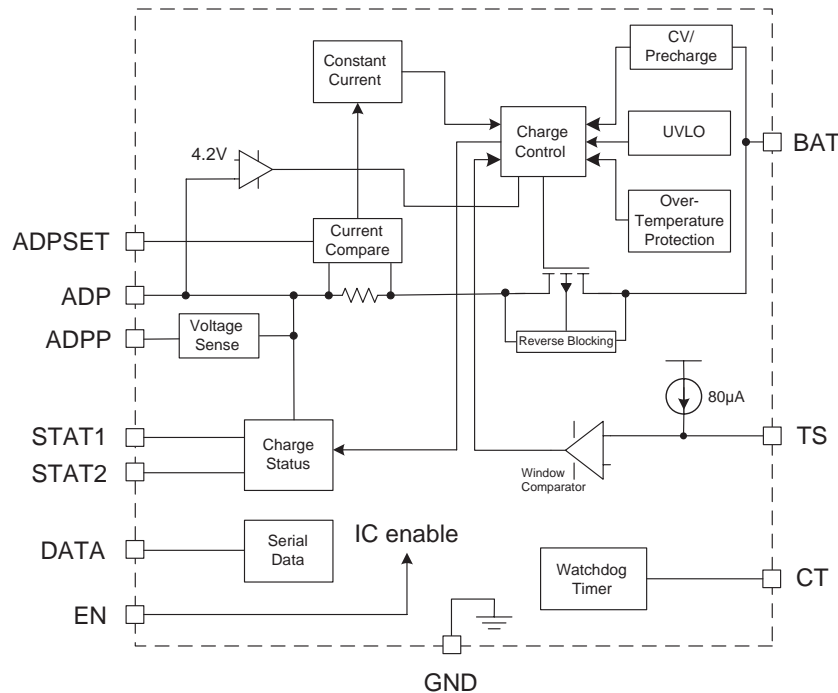 Constant
Current
CV/
Precharge
Charge
Control
UVLO
BAT
4.2V
Over-
Temperature
Protection
ADPSET
Current
Compare
ADP
ADPP
Voltage
Sense
Reverse Blocking
80µA
STAT1
TS
Charge
Status
STAT2
Window
Comparator
DATA
Serial
Data
IC enable
Watchdog
Timer
CT
EN
GND